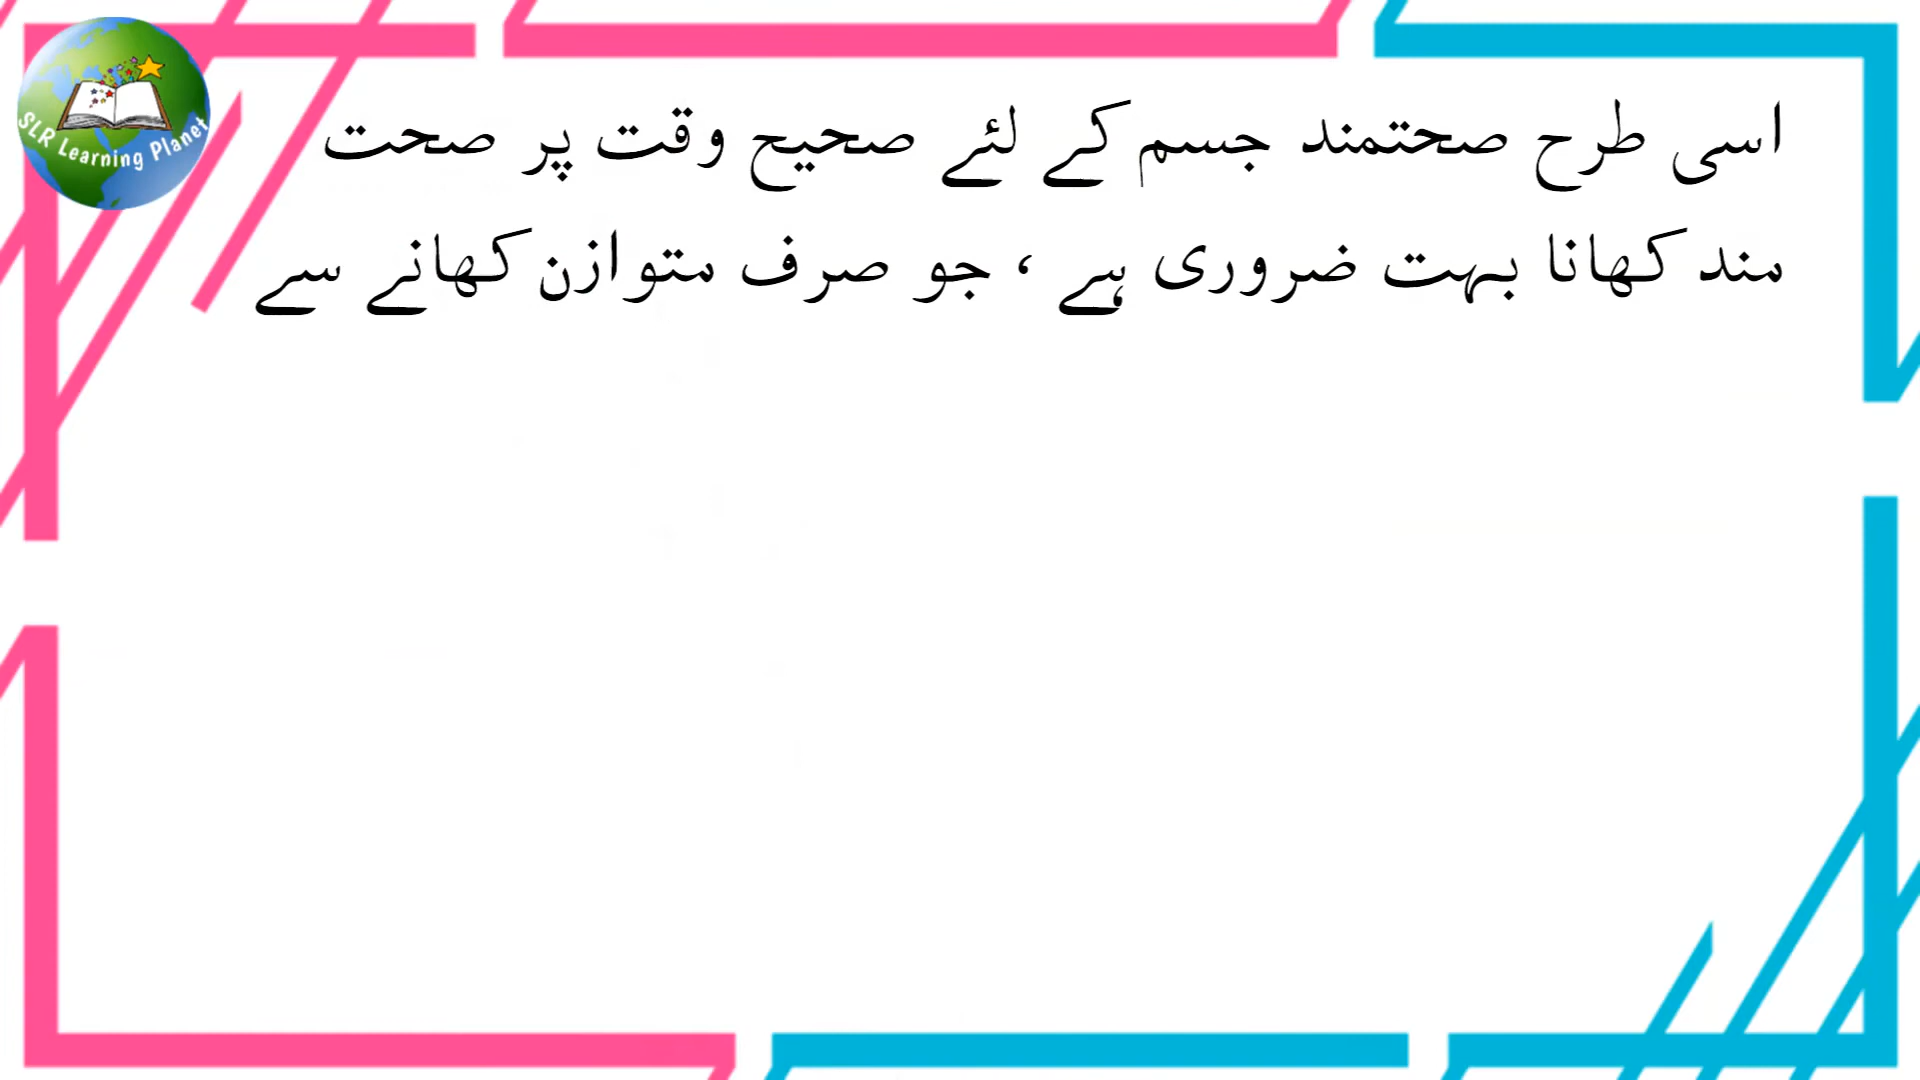 SLR Learning Planet
اسی طرح صحتمند جسم کے لئے صحیح وقت پر صحت
مند کھانا بہت ضروری ہے ، جو صرف متوازن کھانے سے